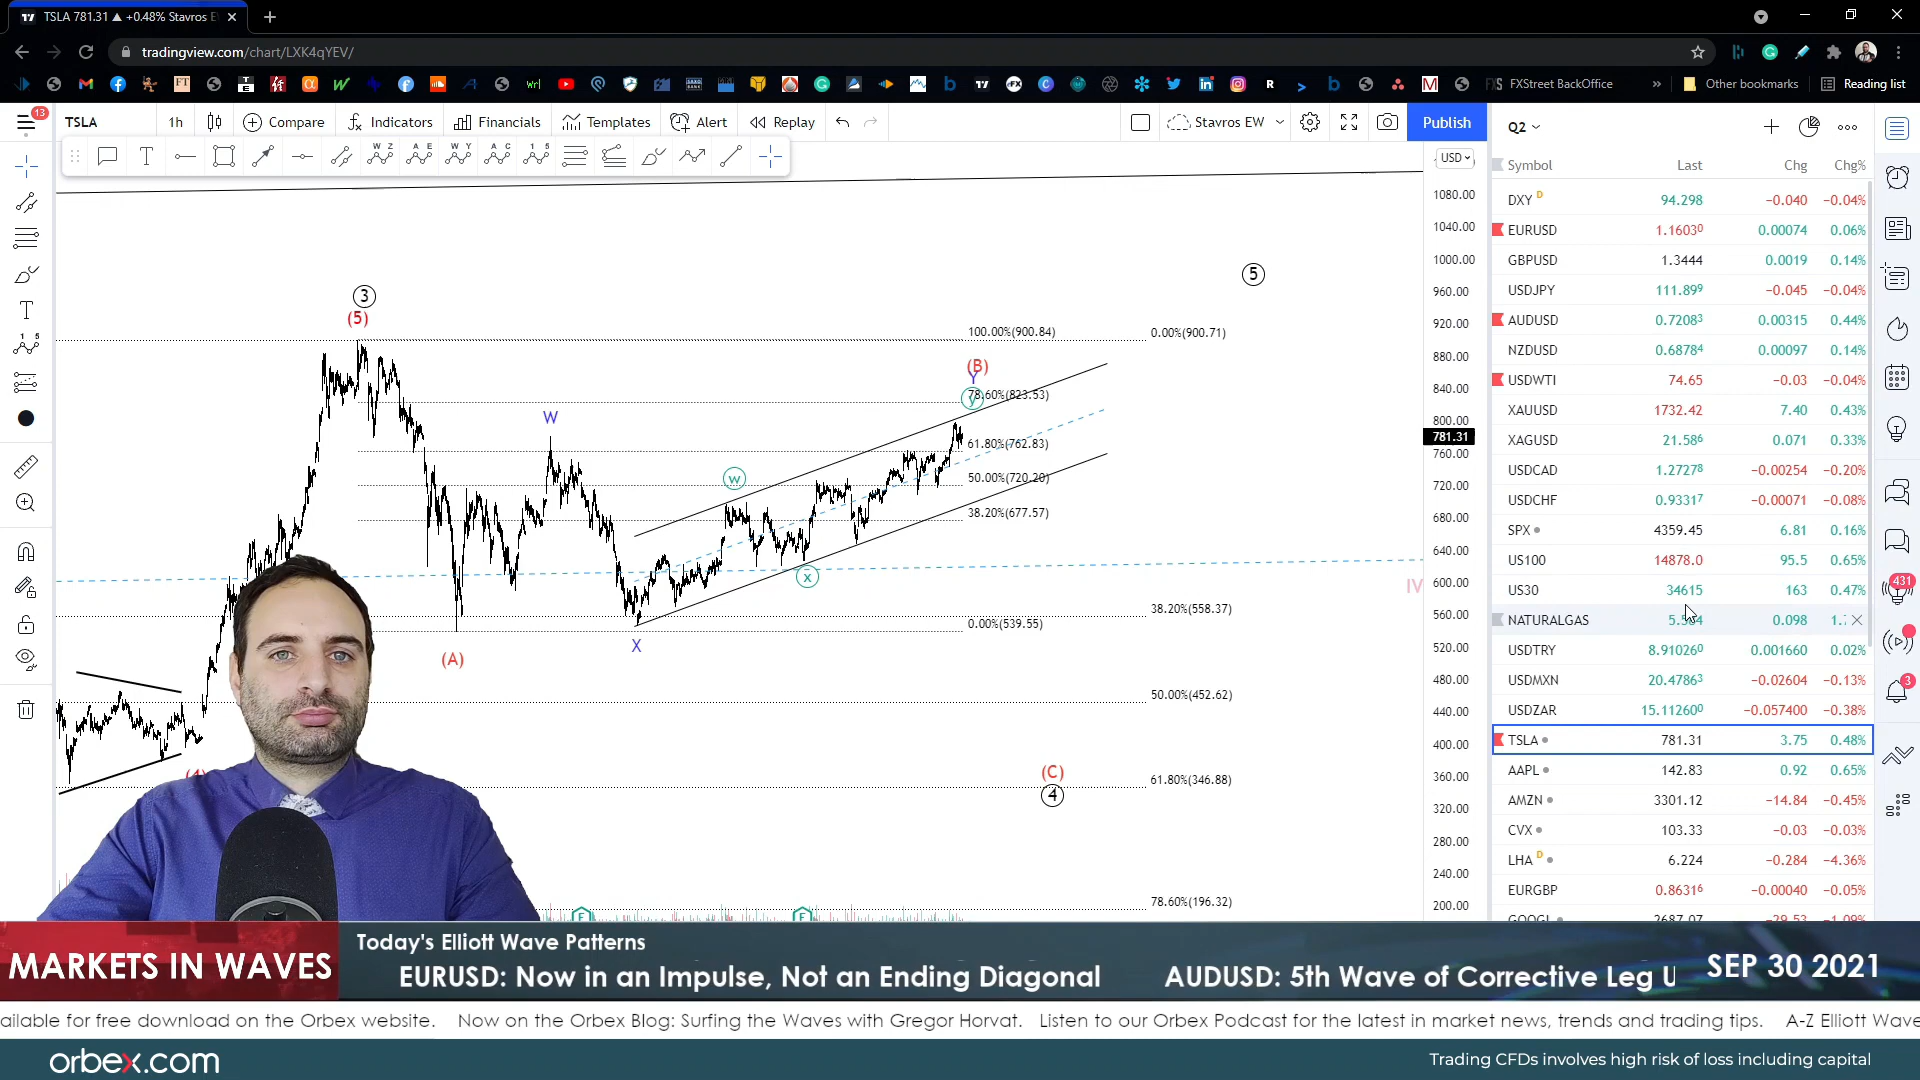 TSLA 781.31 ▲ +0.48% Stavros E
tradingview.com/chart/LXK4qYEV/
FXStreet BackOffice
Other bookmarks
Reading list
13
TSLA
1h
Compare
Indicators
Financials
Templates
Alert
Replay
Stavros EW
Publish
Q2
USD
Symbol Last Chg Chg%
DXY D 94.298 −0.040 −0.04%
EURUSD 1.16030 0.00074 0.06%
GBPUSD 1.3444 0.0019 0.14%
USDJPY 111.899 −0.045 −0.04%
AUDUSD 0.72083 0.00315 0.44%
NZDUSD 0.68784 0.00097 0.14%
USDWTI 74.65 −0.03 −0.04%
XAUUSD 1732.42 7.40 0.43%
XAGUSD 21.586 0.071 0.33%
USDCAD 1.27278 −0.00254 −0.20%
USDCHF 0.93317 −0.00071 −0.08%
SPX 4359.45 6.81 0.16%
US100 14878.0 95.5 0.65%
US30 34615 163 0.47%
NATURALGAS 0.098
USDTRY 8.910260 0.001660 0.02%
USDMXN 20.47863 −0.02604 −0.13%
USDZAR 15.112600 −0.057400 −0.38%
TSLA 781.31 3.75 0.48%
AAPL 142.83 0.92 0.65%
AMZN 3301.12 −14.84 −0.45%
CVX 103.33 −0.03 −0.03%
LHA D 6.224 −0.284 −4.36%
EURGBP 0.86316 −0.00040 −0.05%
GOOGL 2687.07 −29.53 −1.09%
431
3
1080.00
1040.00
1000.00
960.00
920.00
880.00
840.00
800.00
781.31
760.00
720.00
680.00
640.00
600.00
560.00
520.00
480.00
440.00
400.00
360.00
320.00
280.00
240.00
200.00
5
3
(5)
100.00%(900.84)
0.00%(900.71)
(B)
Y
y
78.60%(823.53)
W
61.80%(762.83)
w
50.00%(720.20)
38.20%(677.57)
x
IV
38.20%(558.37)
0.00%(539.55)
X
(A)
50.00%(452.62)
(4)
(C)
61.80%(346.88)
4
78.60%(196.32)
E
E
MARKETS IN WAVES
Today's Elliott Wave Patterns
EURUSD: Now in an Impulse, Not an Ending Diagonal AUDUSD: 5th Wave of Corrective Leg U
SEP 30 2021
ailable for free download on the Orbex website. Now on the Orbex Blog: Surfing the Waves with Gregor Horvat. Listen to our Orbex Podcast for the latest in market news, trends and trading tips. A-Z Elliott Wave
orbex.com
Trading CFDs involves high risk of loss including capital